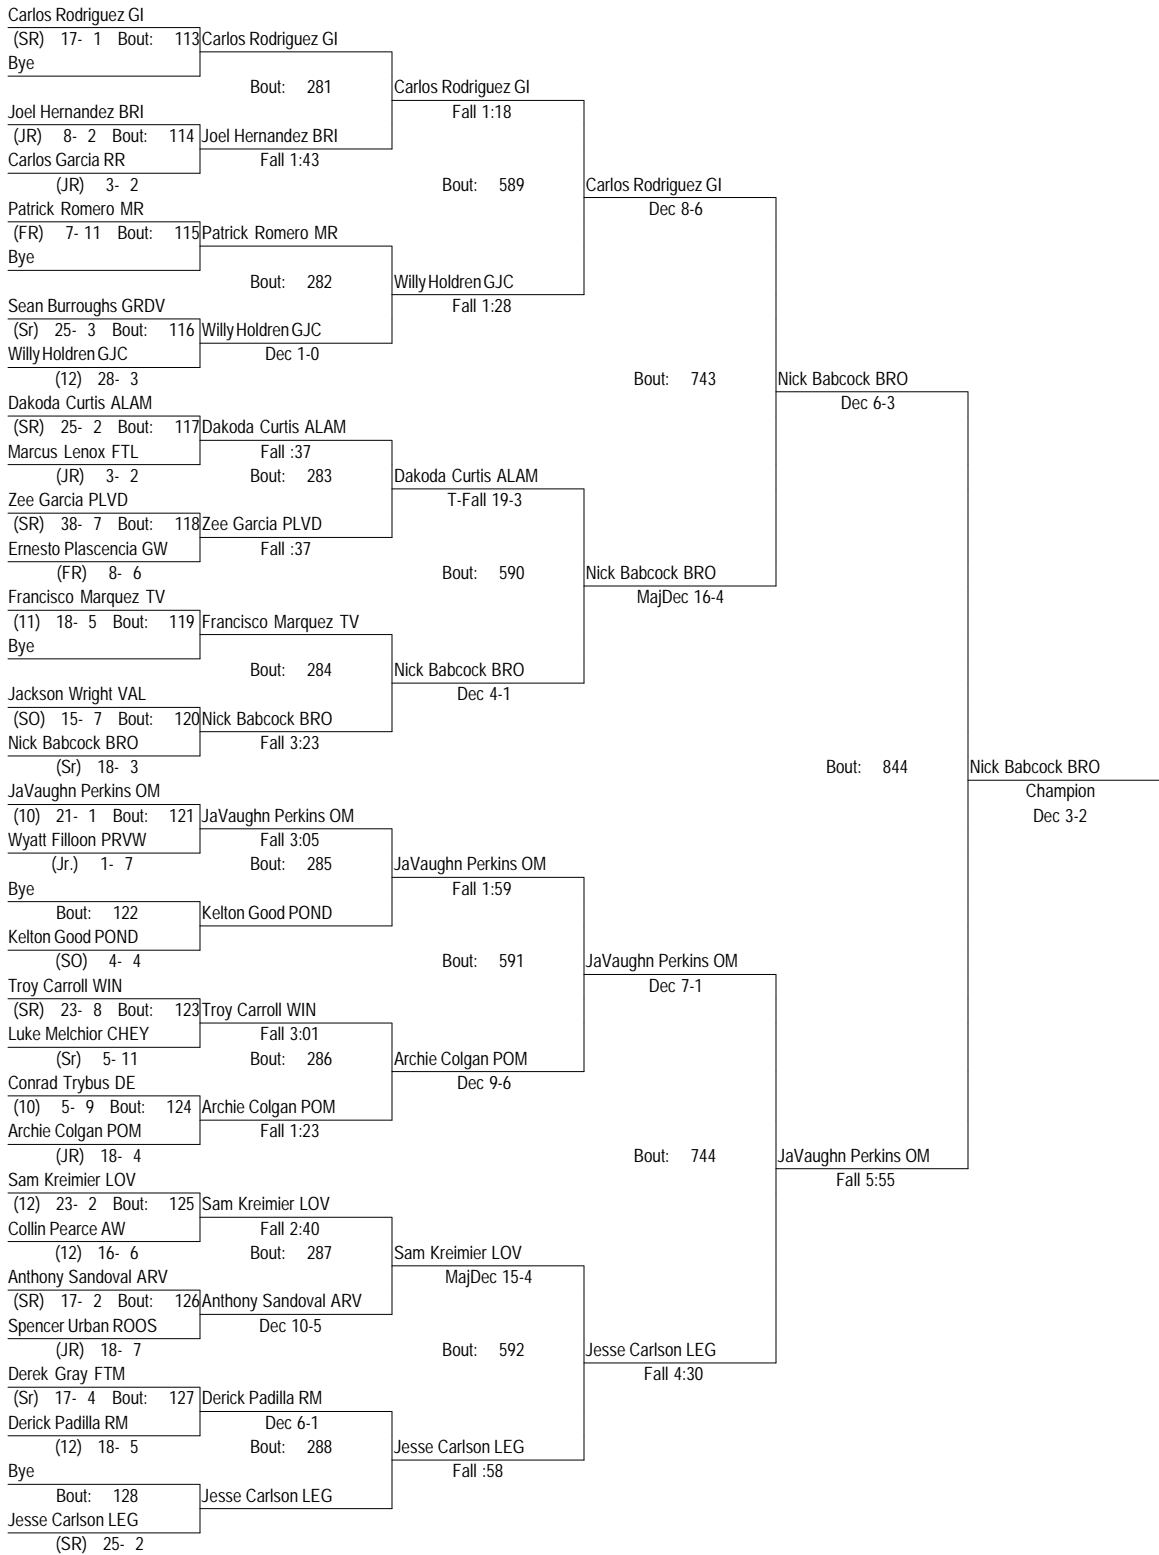 Carlos Rodriguez GI
(SR) 17- 1 Bout: 113 Carlos Rodriguez GI
Bye
Bout: 281 Carlos Rodriguez GI
Joel Hernandez BRI Fall 1:18
(JR) 8- 2 Bout: 114 Joel Hernandez BRI
Carlos Garcia RR Fall 1:43
(JR) 3- 2 Bout: 589 Carlos Rodriguez GI
Patrick Romero MR Dec 8-6
(FR) 7- 11 Bout: 115 Patrick Romero MR
Bye
Bout: 282 Willy Holdren GJC
Sean Burroughs GRDV Fall 1:28
(Sr) 25- 3 Bout: 116 Willy Holdren GJC
Willy Holdren GJC Dec 1-0
(12) 28- 3 Bout: 743 Nick Babcock BRO
Dakoda Curtis ALAM Dec 6-3
(SR) 25- 2 Bout: 117 Dakoda Curtis ALAM
Marcus Lenox FTL Fall :37
(JR) 3- 2 Bout: 283 Dakoda Curtis ALAM
Zee Garcia PLVD T-Fall 19-3
(SR) 38- 7 Bout: 118 Zee Garcia PLVD
Ernesto Plascencia GW Fall :37
(FR) 8- 6 Bout: 590 Nick Babcock BRO
Francisco Marquez TV MajDec 16-4
(11) 18- 5 Bout: 119 Francisco Marquez TV
Bye
Bout: 284 Nick Babcock BRO
Jackson Wright VAL Dec 4-1
(SO) 15- 7 Bout: 120 Nick Babcock BRO
Nick Babcock BRO Fall 3:23
(Sr) 18- 3 Bout: 844 Nick Babcock BRO
JaVaughn Perkins OM Champion
(10) 21- 1 Bout: 121 JaVaughn Perkins OM Dec 3-2
Wyatt Filloon PRVW Fall 3:05
(Jr.) 1- 7 Bout: 285 JaVaughn Perkins OM
Bye Fall 1:59
Bout: 122 Kelton Good POND
Kelton Good POND
(SO) 4- 4 Bout: 591 JaVaughn Perkins OM
Troy Carroll WIN Dec 7-1
(SR) 23- 8 Bout: 123 Troy Carroll WIN
Luke Melchior CHEY Fall 3:01
(Sr) 5- 11 Bout: 286 Archie Colgan POM
Conrad Trybus DE Dec 9-6
(10) 5- 9 Bout: 124 Archie Colgan POM
Archie Colgan POM Fall 1:23
(JR) 18- 4 Bout: 744 JaVaughn Perkins OM
Sam Kreimier LOV Fall 5:55
(12) 23- 2 Bout: 125 Sam Kreimier LOV
Collin Pearce AW Fall 2:40
(12) 16- 6 Bout: 287 Sam Kreimier LOV
Anthony Sandoval ARV MajDec 15-4
(SR) 17- 2 Bout: 126 Anthony Sandoval ARV
Spencer Urban ROOS Dec 10-5
(JR) 18- 7 Bout: 592 Jesse Carlson LEG
Derek Gray FTM Fall 4:30
(Sr) 17- 4 Bout: 127 Derick Padilla RM
Derick Padilla RM Dec 6-1
(12) 18- 5 Bout: 288 Jesse Carlson LEG
Bye Fall :58
Bout: 128 Jesse Carlson LEG
Jesse Carlson LEG
(SR) 25- 2